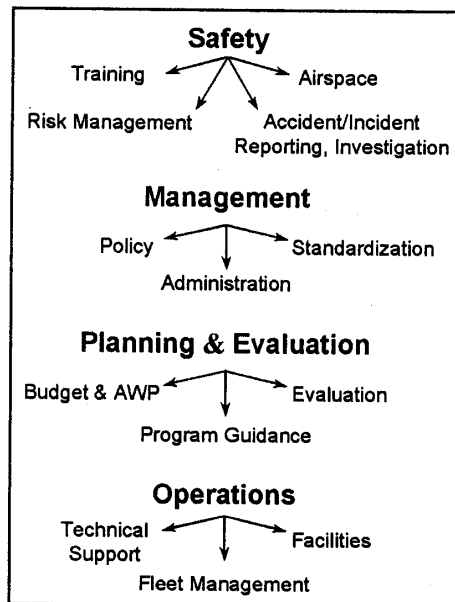 Safety
Training
Airspace
Risk Management
Accident/Incident
Reporting, Investigation
Management
Policy
Standardization
Administration
Planning & Evaluation
Budget & AWP
Evaluation
Program Guidance
Operations
Technical
Support
Facilities
Fleet Management